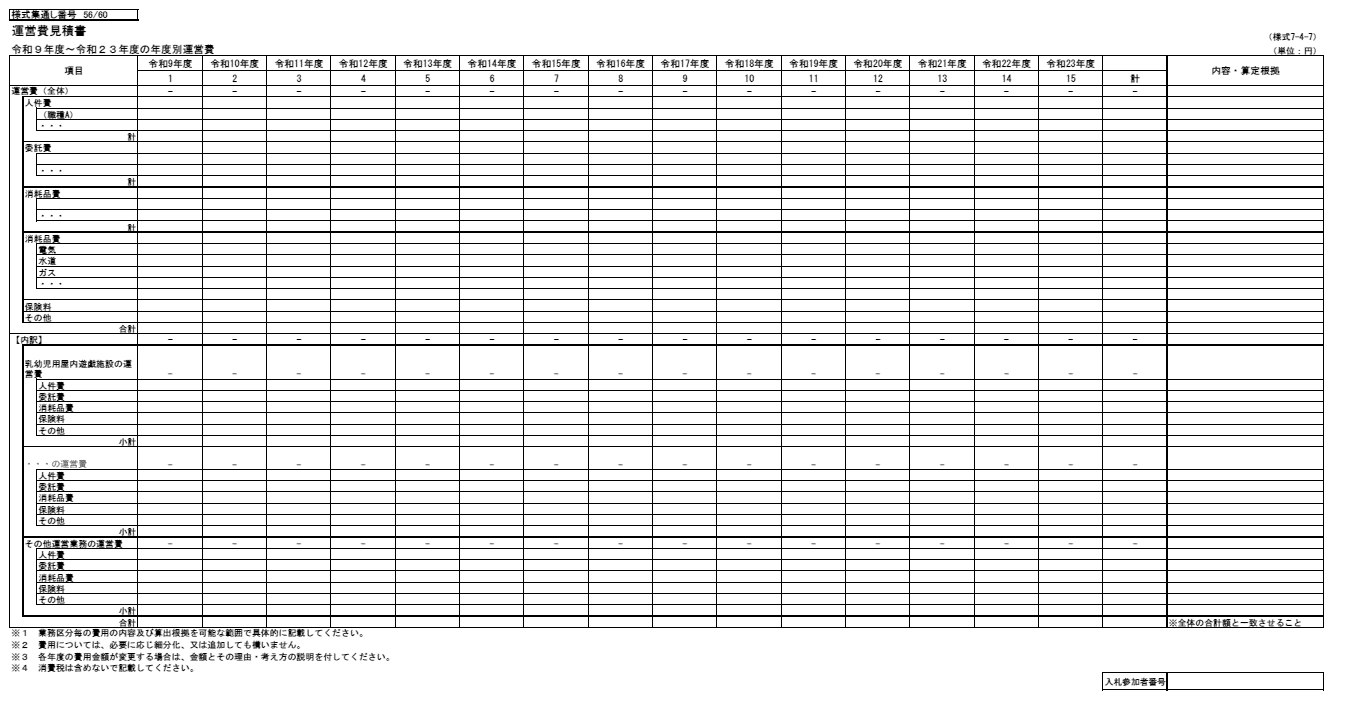 様式集通し番号 56/60
運営費見積書
(様式7-4-7)
令和9年度～令和23年度の年度別運営費
(単位：円)
項目 令和9年度 令和10年度 令和11年度 令和12年度 令和13年度 令和14年度 令和15年度 令和16年度 令和17年度 令和18年度 令和19年度 令和20年度 令和21年度 令和22年度 令和23年度 内容・算定根拠
1 2 3 4 5 6 7 8 9 10 11 12 13 14 15 計
運営費（全体） － － － － － － － － － － － － － － － －
人件費
（職種A）
・・・
計
委託費
・・・
計
消耗品費
・・・
計
消耗品費
電気
水道
ガス
・・・
保険料
その他
合計
【内訳】 － － － － － － － － － － － － － － － －
乳幼児用屋内遊戯施設の運
営費 － － － － － － － － － － － － － － － －
人件費
委託費
消耗品費
保険料
その他
小計
・・・の運営費 － － － － － － － － － － － － － － － －
人件費
委託費
消耗品費
保険料
その他
小計
その他運営業務の運営費 － － － － － － － － － － － － － － － －
人件費
委託費
消耗品費
保険料
その他
小計
合計 ※全体の合計額と一致させること
※１　業務区分毎の費用の内容及び算出根拠を可能な範囲で具体的に記載してください。
※２　費用については、必要に応じ細分化、又は追加しても構いません。
※３　各年度の費用金額が変更する場合は、金額とその理由・考え方の説明を付してください。
※４　消費税は含めないで記載してください。
入札参加者番号